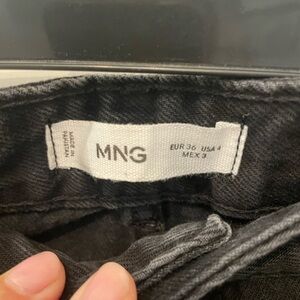 MADE IN
PAKISTAN
MNG
EUR 36 USA 4
MEX 3